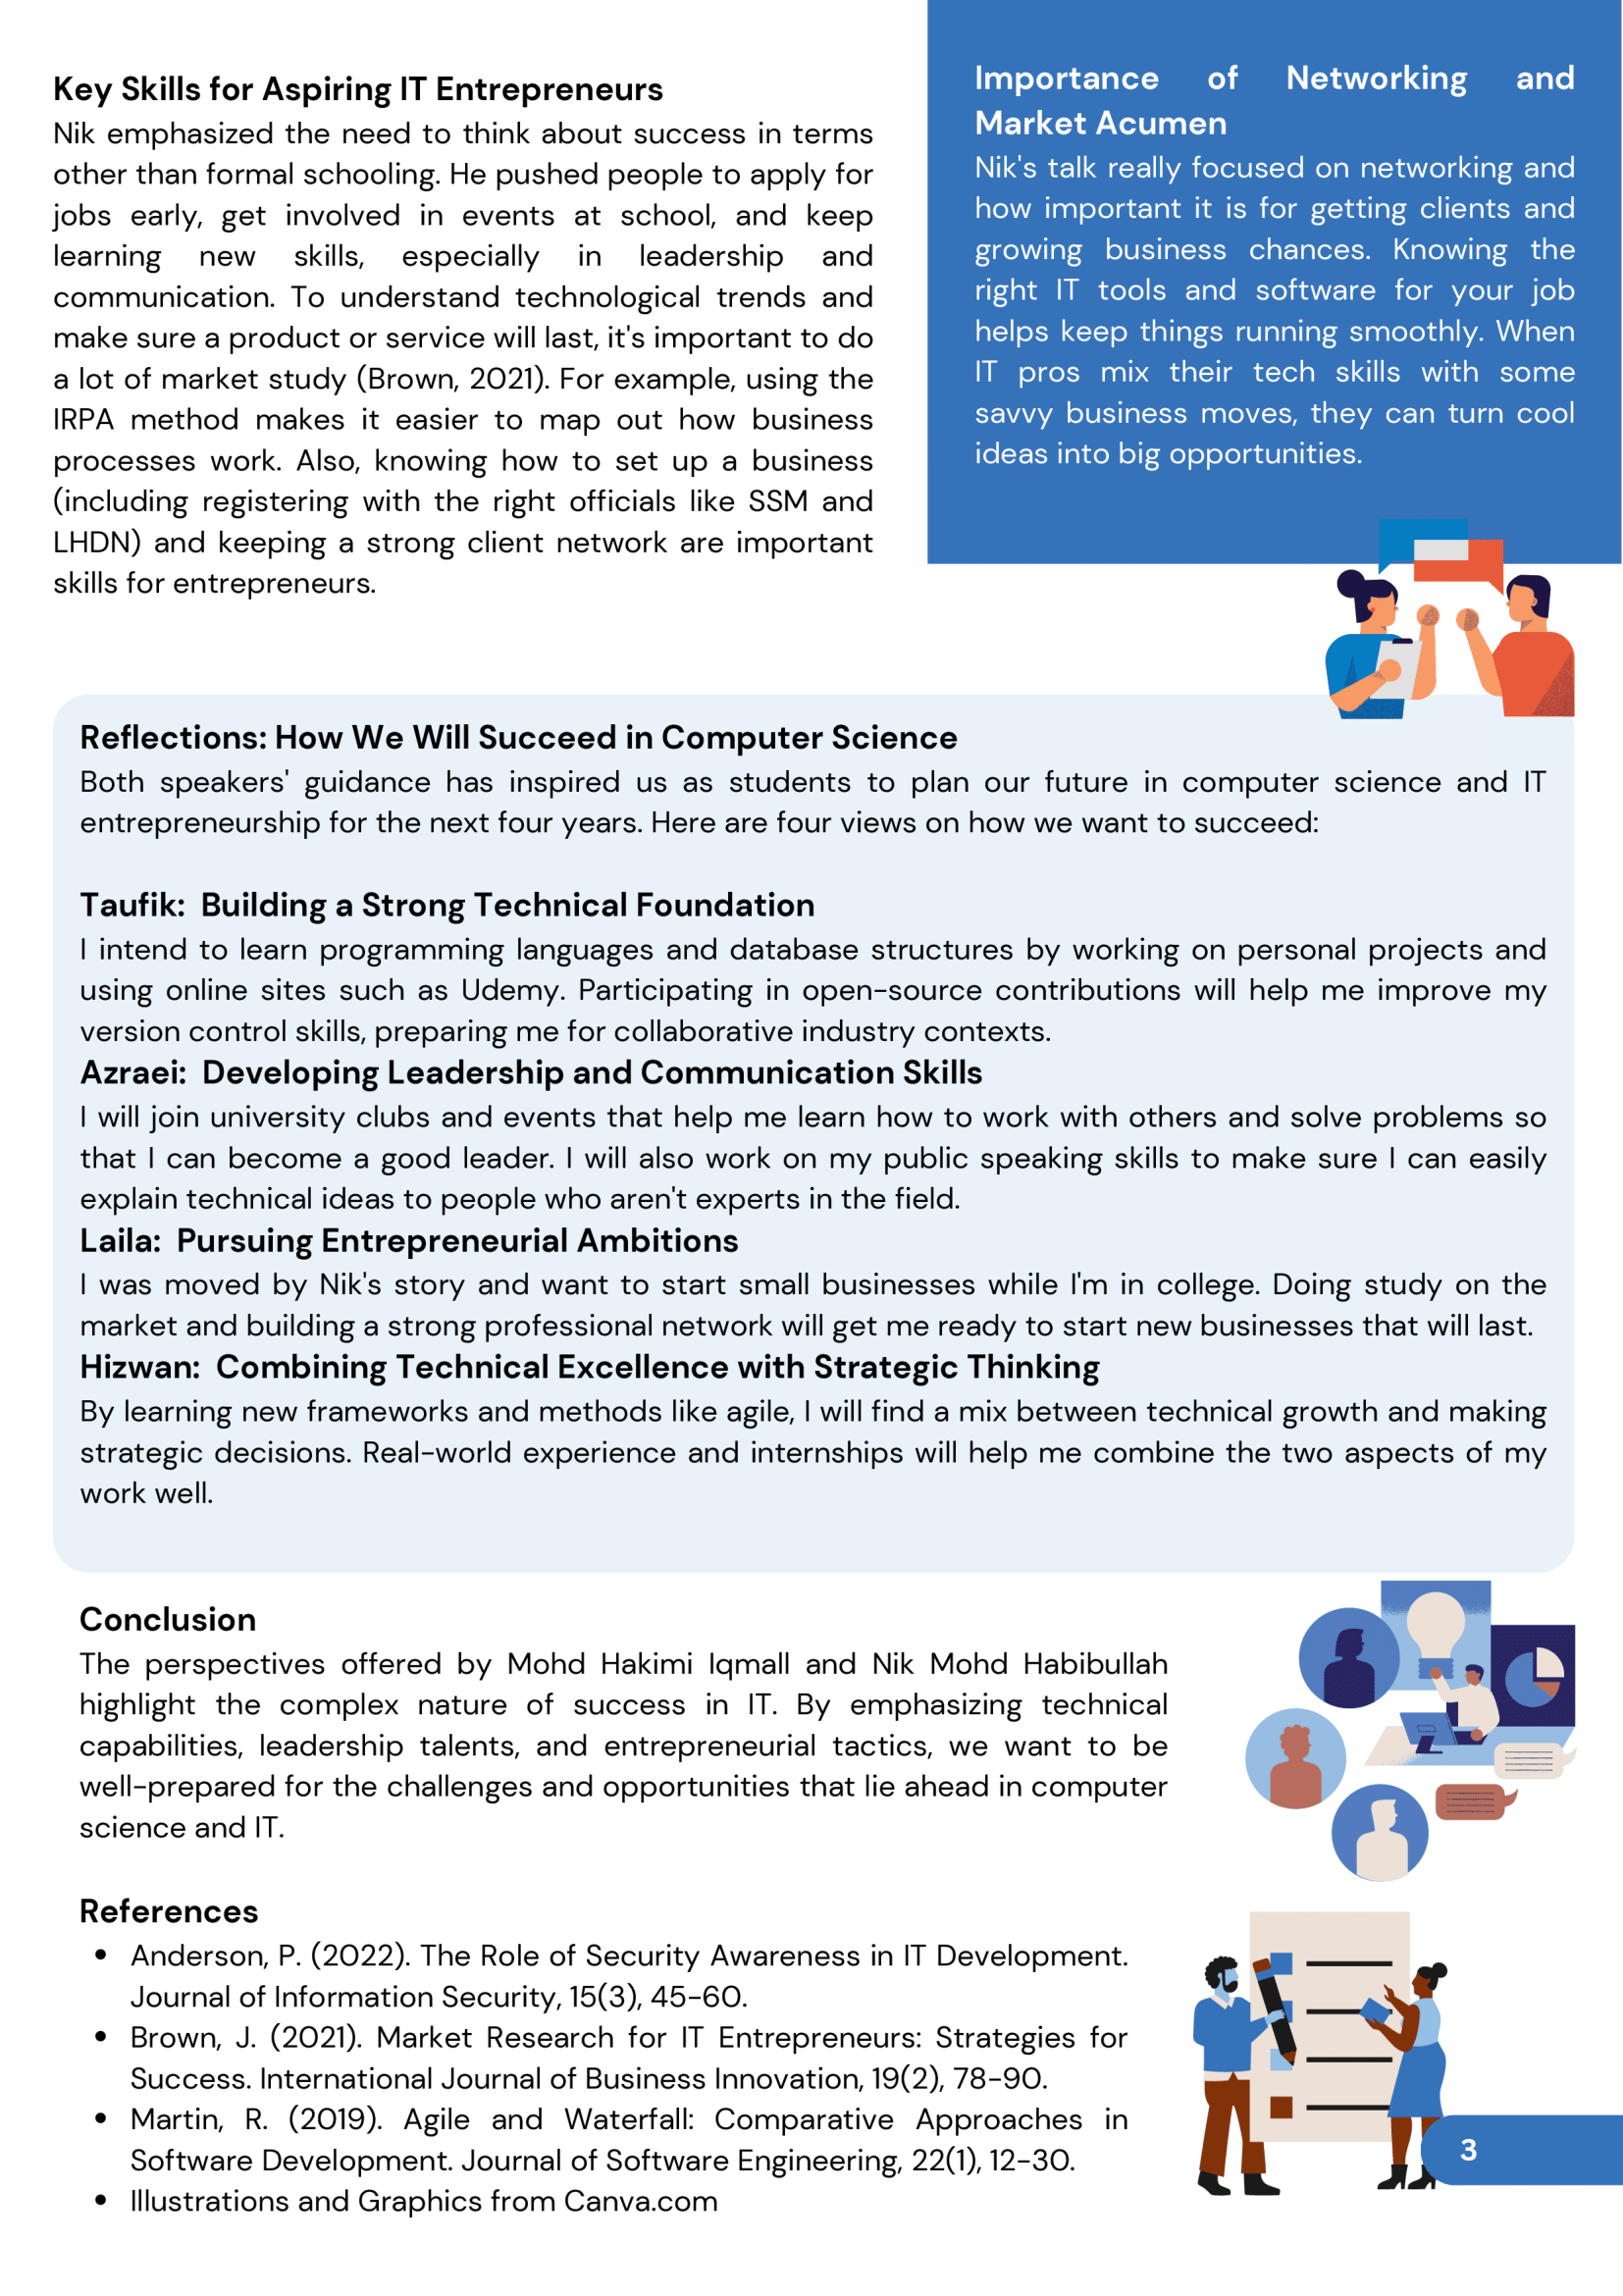 Key Skills for Aspiring IT Entrepreneurs
Nik emphasized the need to think about success in terms
other than formal schooling. He pushed people to apply for
jobs early, get involved in events at school, and keep
learning new skills, especially in leadership and
communication. To understand technological trends and
make sure a product or service will last, it's important to do
a lot of market study (Brown, 2021). For example, using the
IRPA method makes it easier to map out how business
processes work. Also, knowing how to set up a business
(including registering with the right officials like SSM and
LHDN) and keeping a strong client network are important
skills for entrepreneurs.
Importance of Networking and
Market Acumen
Nik's talk really focused on networking and
how important it is for getting clients and
growing business chances. Knowing the
right IT tools and software for your job
helps keep things running smoothly. When
IT pros mix their tech skills with some
savvy business moves, they can turn cool
ideas into big opportunities.
Reflections: How We Will Succeed in Computer Science
Both speakers' guidance has inspired us as students to plan our future in computer science and IT
entrepreneurship for the next four years. Here are four views on how we want to succeed:
Taufik: Building a Strong Technical Foundation
I intend to learn programming languages and database structures by working on personal projects and
using online sites such as Udemy. Participating in open-source contributions will help me improve my
version control skills, preparing me for collaborative industry contexts.
Azraei: Developing Leadership and Communication Skills
I will join university clubs and events that help me learn how to work with others and solve problems so
that I can become a good leader. I will also work on my public speaking skills to make sure I can easily
explain technical ideas to people who aren't experts in the field.
Laila: Pursuing Entrepreneurial Ambitions
I was moved by Nik's story and want to start small businesses while I'm in college. Doing study on the
market and building a strong professional network will get me ready to start new businesses that will last.
Hizwan: Combining Technical Excellence with Strategic Thinking
By learning new frameworks and methods like agile, I will find a mix between technical growth and making
strategic decisions. Real-world experience and internships will help me combine the two aspects of my
work well.
Conclusion
The perspectives offered by Mohd Hakimi Iqmall and Nik Mohd Habibullah
highlight the complex nature of success in IT. By emphasizing technical
capabilities, leadership talents, and entrepreneurial tactics, we want to be
well-prepared for the challenges and opportunities that lie ahead in computer
science and IT.
References
• Anderson, P. (2022). The Role of Security Awareness in IT Development.
Journal of Information Security, 15(3), 45-60.
• Brown, J. (2021). Market Research for IT Entrepreneurs: Strategies for
Success. International Journal of Business Innovation, 19(2), 78-90.
• Martin, R. (2019). Agile and Waterfall: Comparative Approaches in
Software Development. Journal of Software Engineering, 22(1), 12-30.
• Illustrations and Graphics from Canva.com
3